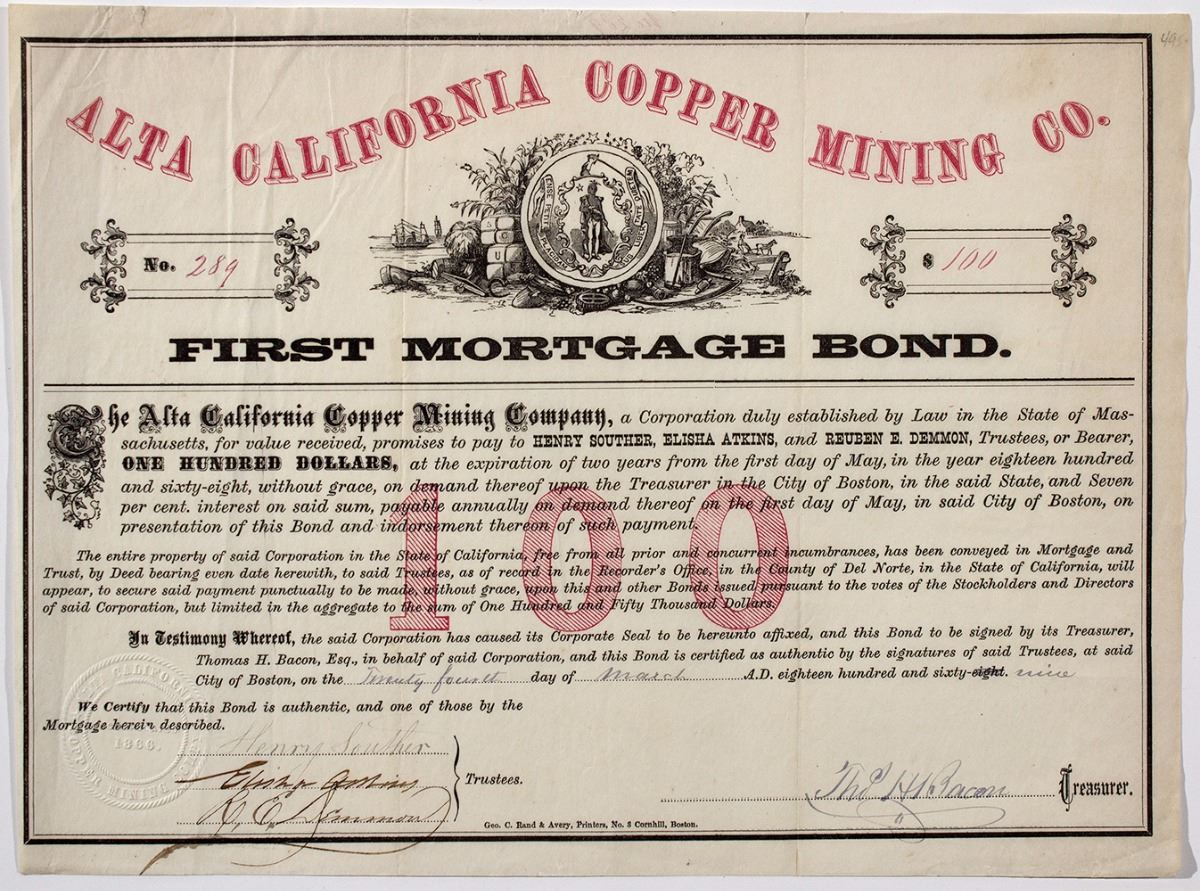 495-
ALTA CALIFORNIA COPPER MINING CO.
ENSE PETIT PLACIDAM SUB LIBERTATE QUIETEM
No. 289
$ 100
FIRST MORTGAGE BOND.
The Alta California Copper Mining Company, a Corporation duly established by Law in the State of Mas-
sachusetts, for value received, promises to pay to HENRY SOUTHER, ELISHA ATKINS, and REUBEN E. DEMMON, Trustees, or Bearer,
ONE HUNDRED DOLLARS, at the expiration of two years from the first day of May, in the year eighteen hundred
and sixty-eight, without grace, on demand thereof upon the Treasurer in the City of Boston, in the said State, and Seven
per cent. interest on said sum, payable annually on demand thereof on the first day of May, in said City of Boston, on
presentation of this Bond and indorsement thereon of such payment.
100
The entire property of said Corporation in the State of California, free from all prior and concurrent incumbrances, has been conveyed in Mortgage and
Trust, by Deed bearing even date herewith, to said Trustees, as of record in the Recorder's Office, in the County of Del Norte, in the State of California, will
appear, to secure said payment punctually to be made, without grace, upon this and other Bonds issued pursuant to the votes of the Stockholders and Directors
of said Corporation, but limited in the aggregate to the sum of One Hundred and Fifty Thousand Dollars.
In Testimony Whereof, the said Corporation has caused its Corporate Seal to be hereunto affixed, and this Bond to be signed by its Treasurer,
Thomas H. Bacon, Esq., in behalf of said Corporation, and this Bond is certified as authentic by the signatures of said Trustees, at said
City of Boston, on the Twenty fourth day of March A.D. eighteen hundred and sixty-eight. nine
We Certify that this Bond is authentic, and one of those by the
Mortgage herein described.
CALIFORNIA
COPPER MINING
1866.
Henry Souther
Elisha Atkins
R. E. Demmon
Trustees.
Tho^s H Bacon
Treasurer.
Geo. C. Rand & Avery, Printers, No. 3 Cornhill, Boston.